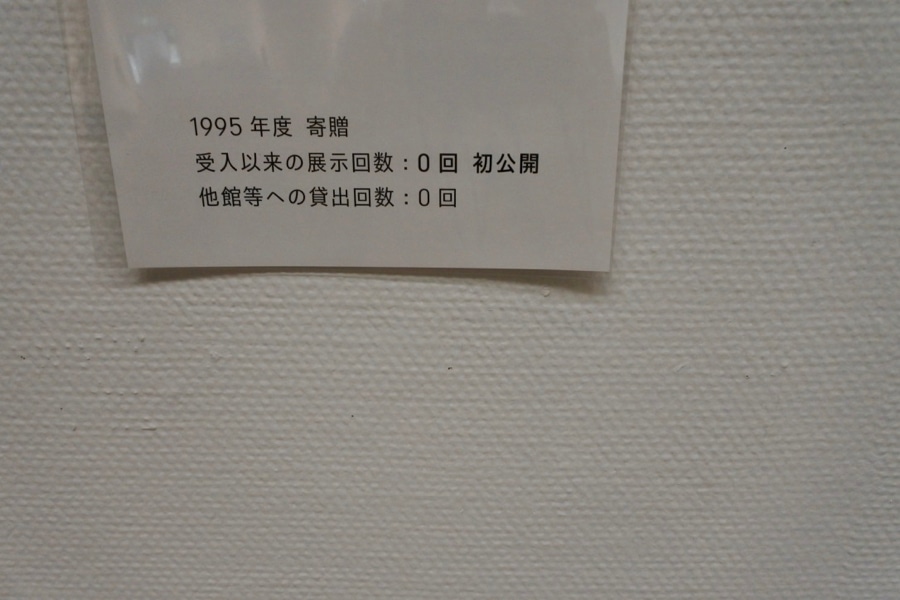 1995 年度 寄贈
受入以来の展示回数：0 回 初公開
他館等への貸出回数：0 回